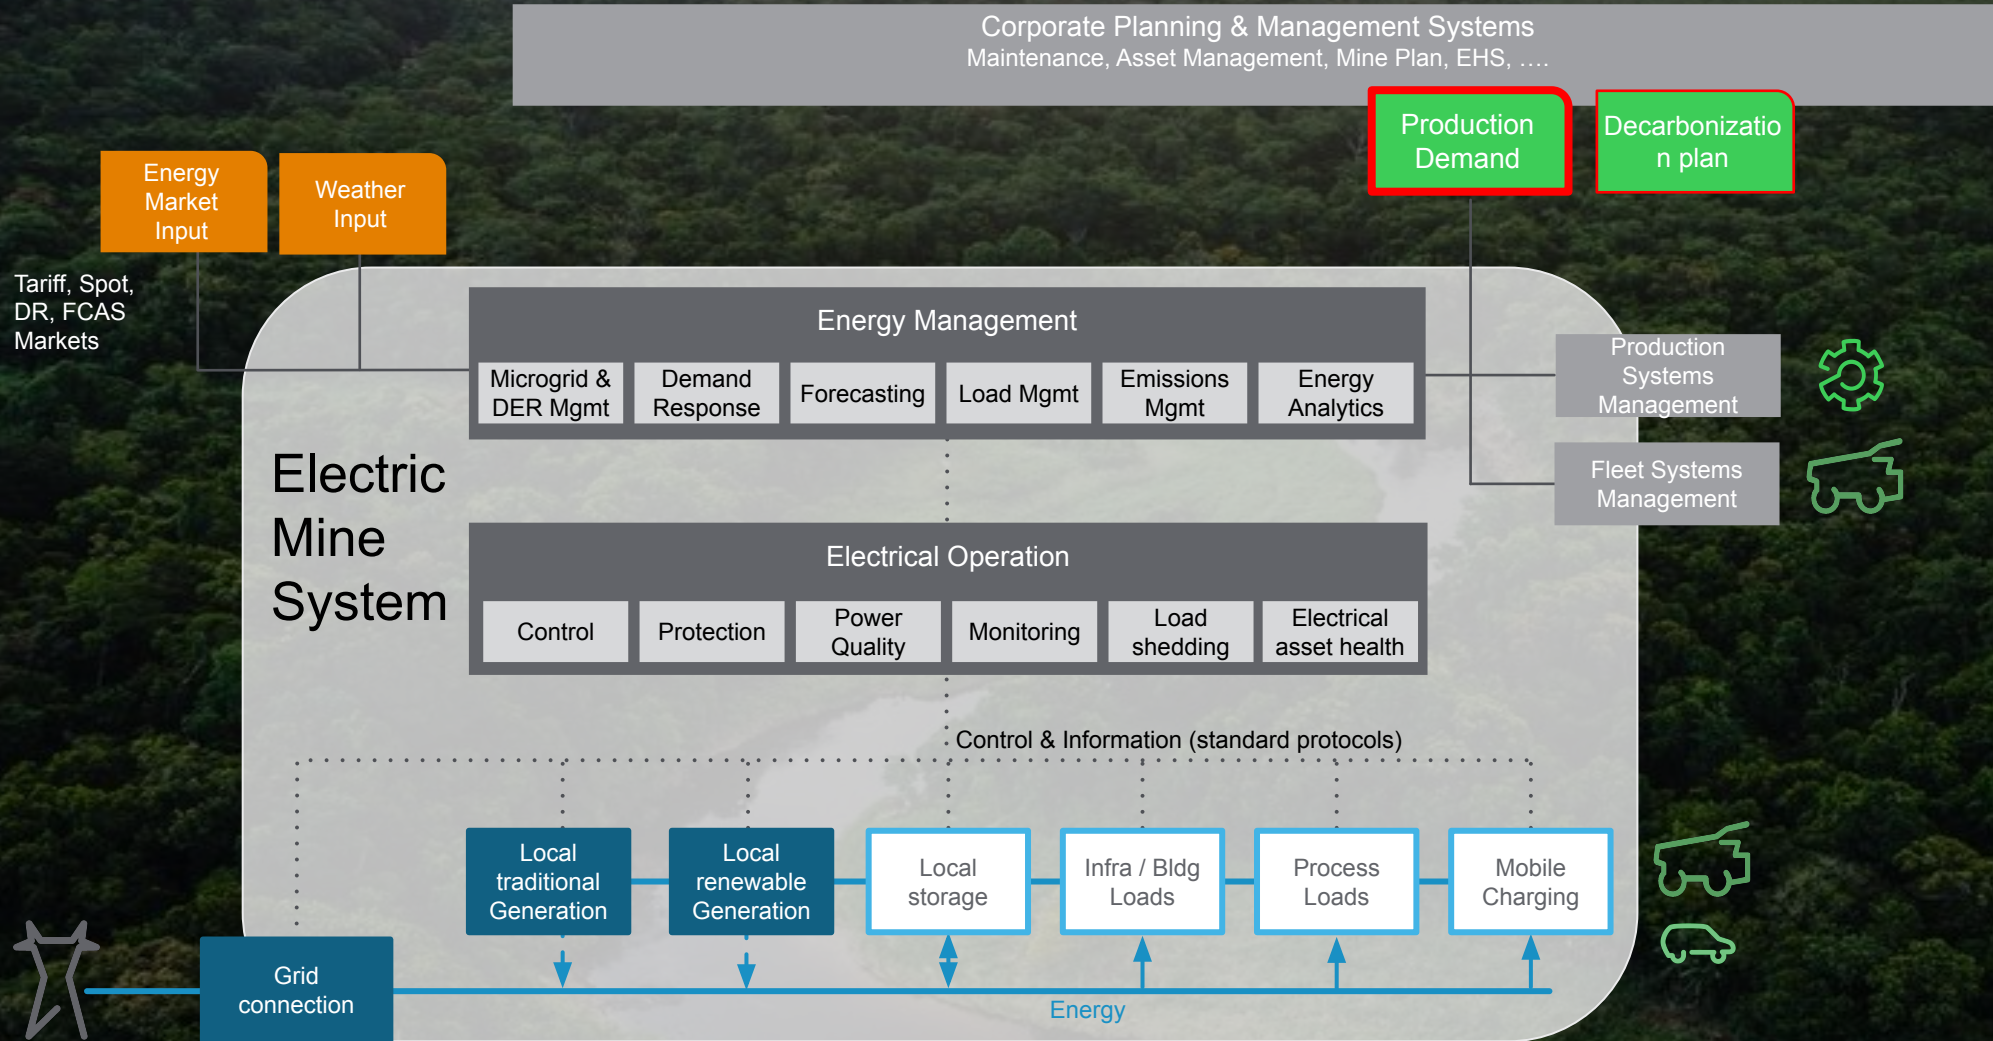 Corporate Planning & Management Systems
Maintenance, Asset Management, Mine Plan, EHS, ….
Production
Demand
Decarbonizatio
n plan
Energy
Market
Input
Weather
Input
Tariff, Spot,
DR, FCAS
Markets
Energy Management
Microgrid &
DER Mgmt
Demand
Response
Forecasting
Load Mgmt
Emissions
Mgmt
Energy
Analytics
Production
Systems
Management
Fleet Systems
Management
Electric
Mine
System
Electrical Operation
Control
Protection
Power
Quality
Monitoring
Load
shedding
Electrical
asset health
Control & Information (standard protocols)
Local
traditional
Generation
Local
renewable
Generation
Local
storage
Infra / Bldg
Loads
Process
Loads
Mobile
Charging
Grid
connection
Energy